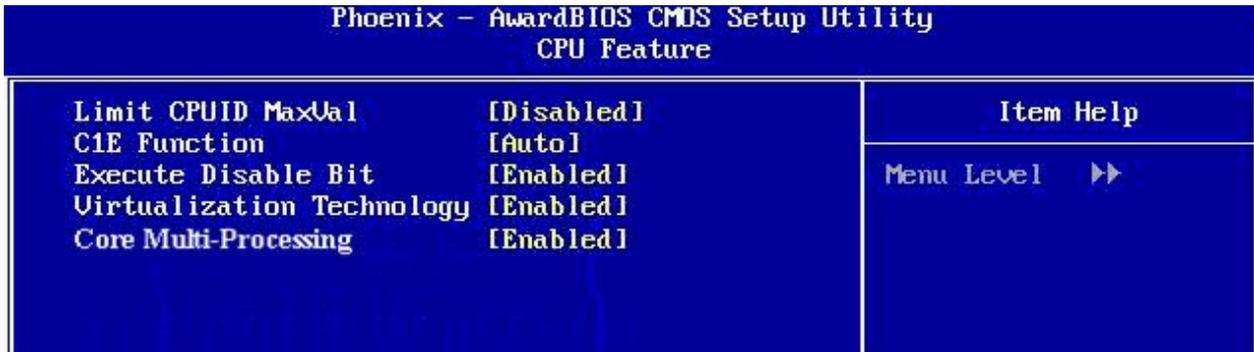 Phoenix - AwardBIOS CMOS Setup Utility
CPU Feature
Limit CPUID MaxVal [Disabled]
C1E Function [Auto]
Execute Disable Bit [Enabled]
Virtualization Technology [Enabled]
Core Multi-Processing [Enabled]
Item Help
Menu Level ▶▶